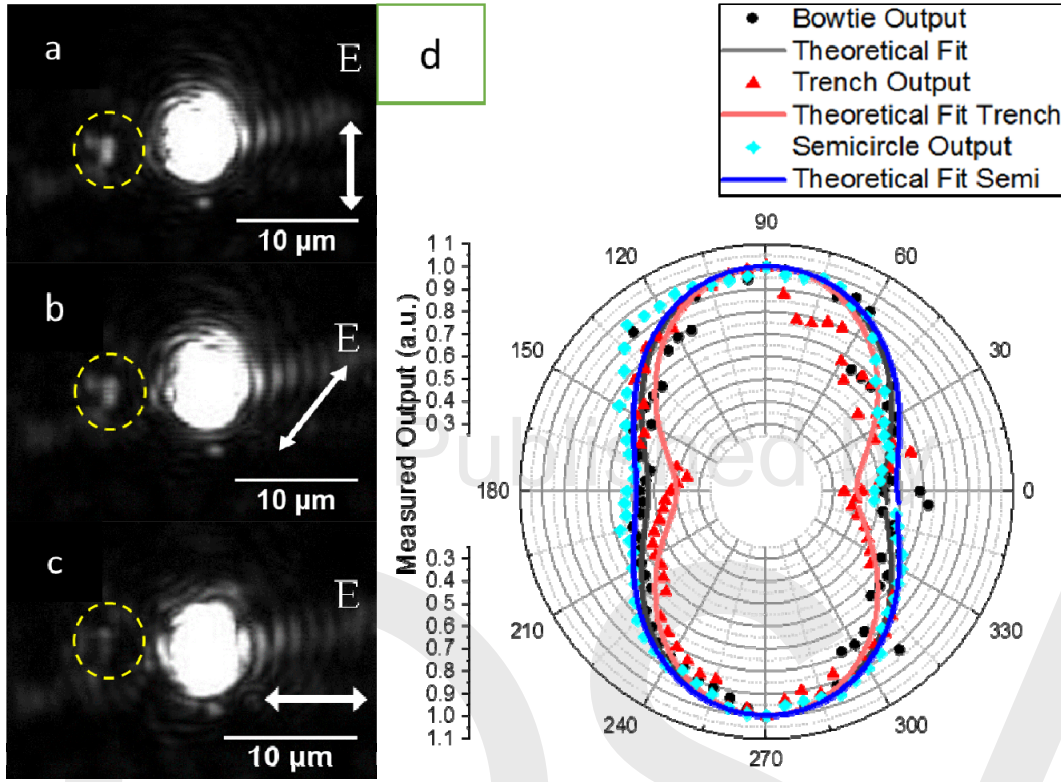 a
E
10 µm
b
E
10 µm
c
E
10 µm
d
Bowtie Output
Theoretical Fit
Trench Output
Theoretical Fit Trench
Semicircle Output
Theoretical Fit Semi
Measured Output (a.u.)
1.1
1.0
0.9
0.8
0.7
0.6
0.5
0.4
0.3
0.3
0.4
0.5
0.6
0.7
0.8
0.9
1.0
1.1
90
120
60
150
30
180
0
210
330
240
300
270
Published by